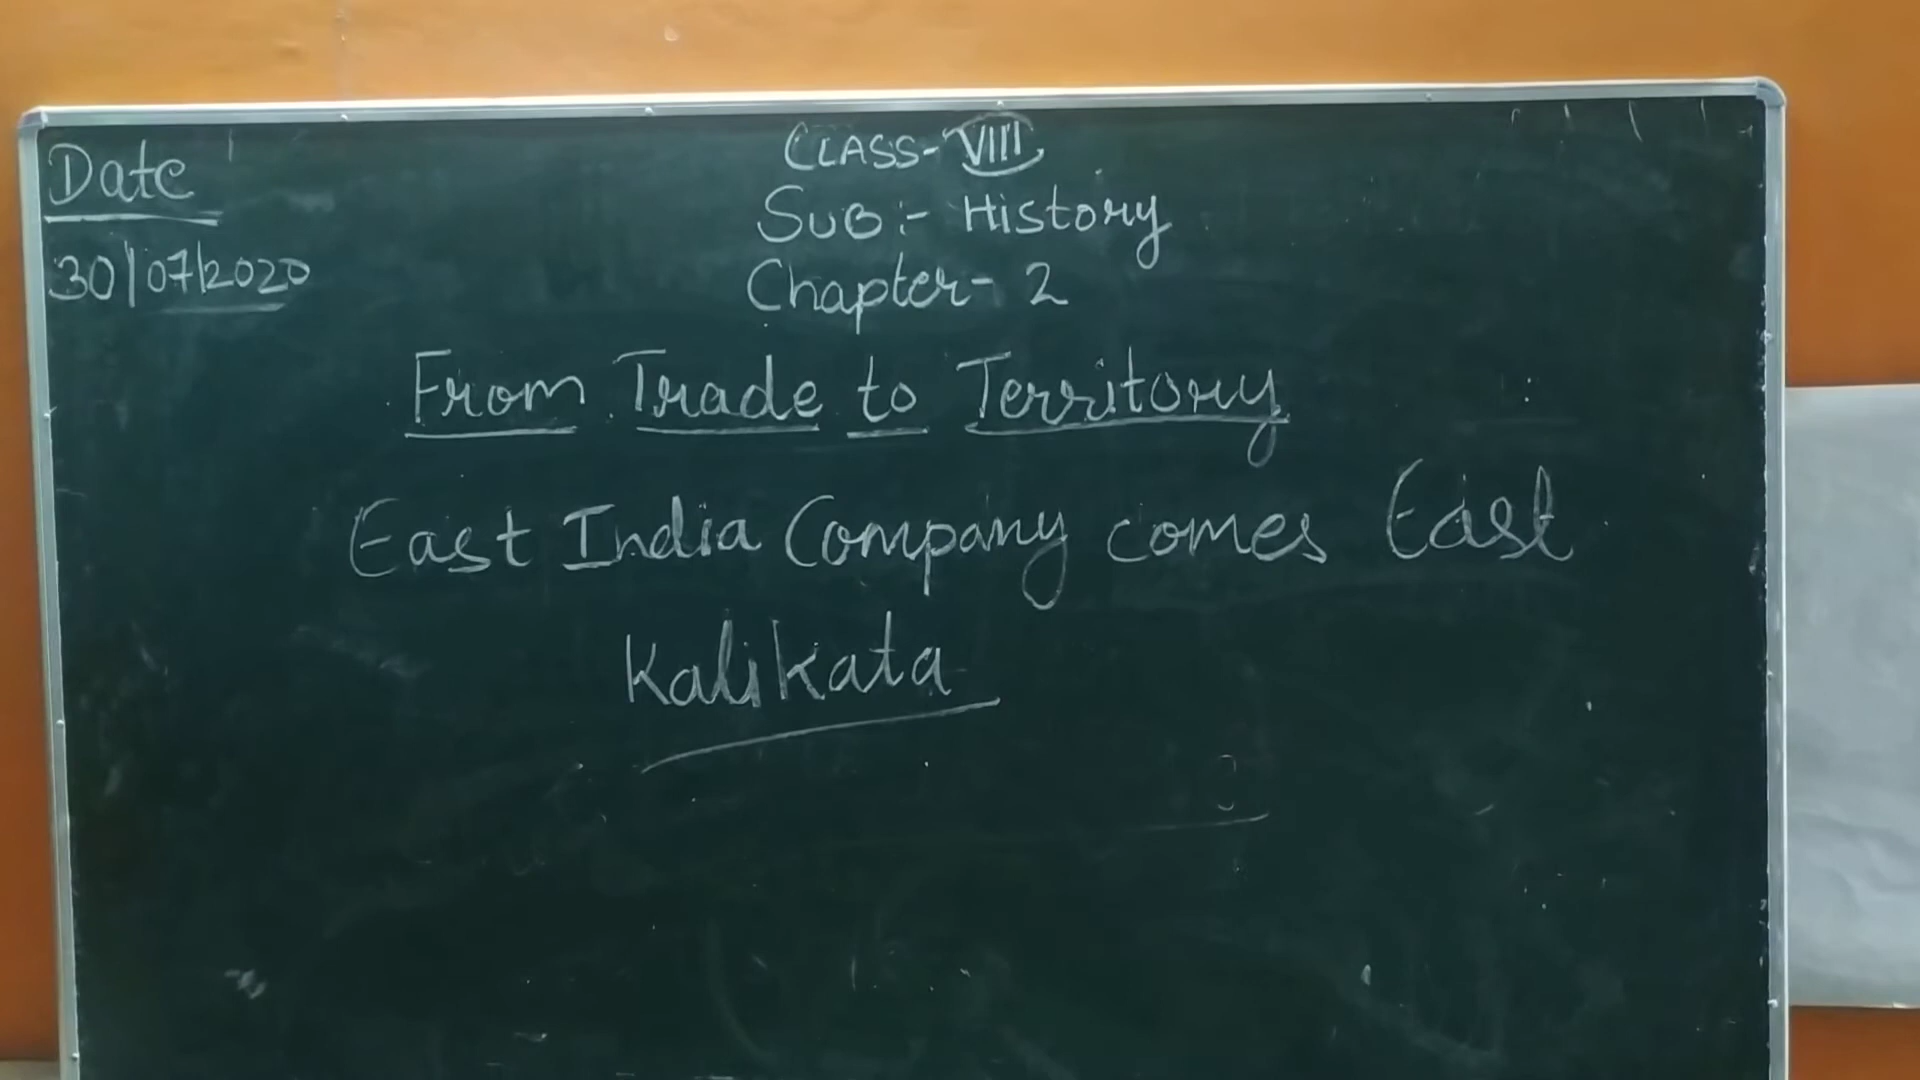 Date
30/07/2020
CLASS-VIII
SUB:- History
Chapter- 2
From Trade to Territory
East India Company comes East
Kalikata